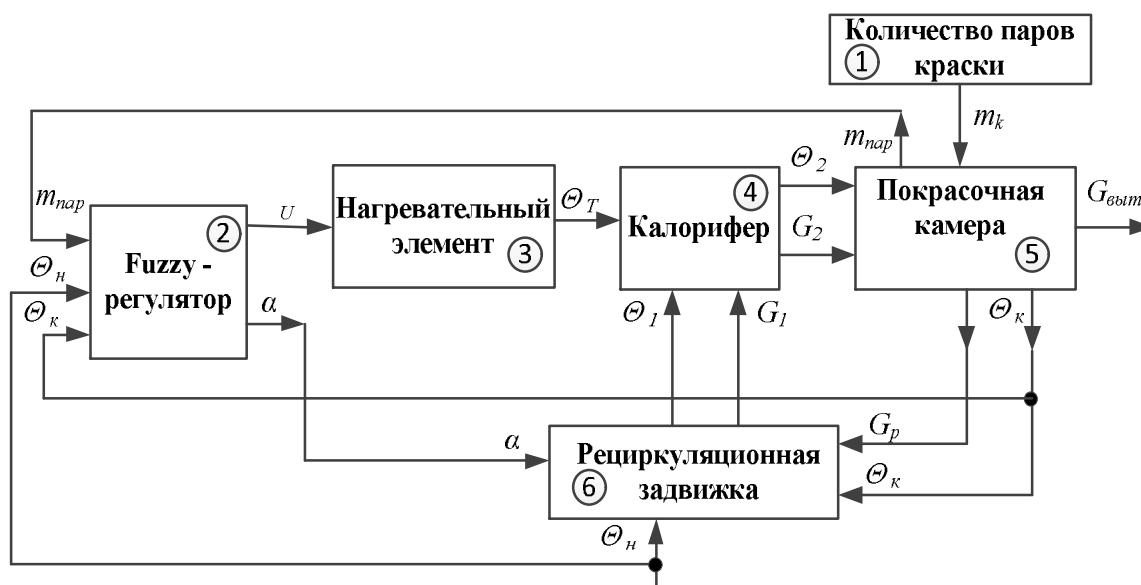 Количество паров
краски
1
m_k
m_пар
Θ_2
G_2
Покрасочная
камера
5
G_выт
Нагревательный
элемент
3
Θ_T
4
Калорифер
m_пар
Θ_н
Θ_к
2
Fuzzy -
регулятор
U
α
Θ_1
G_1
Θ_к
α
G_p
Θ_к
Рециркуляционная
задвижка
6
Θ_н